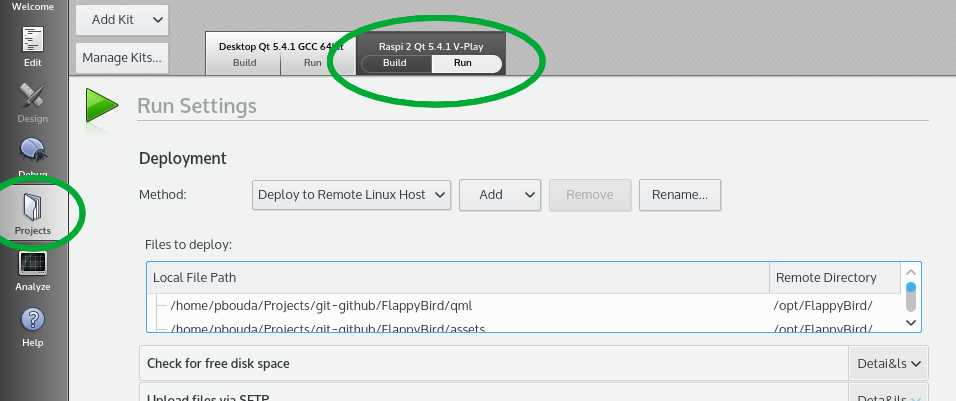 Welcome
Edit
Design
Debug
Projects
Analyze
Help
Add Kit
Manage Kits...
Desktop Qt 5.4.1 GCC 64bit
Build
Run
Raspi 2 Qt 5.4.1 V-Play
Build
Run
Run Settings
Deployment
Method:
Deploy to Remote Linux Host
Add
Remove
Rename...
Files to deploy:
Local File Path
Remote Directory
/home/pbouda/Projects/git-github/FlappyBird/qml
/opt/FlappyBird/
/home/pbouda/Projects/git-github/FlappyBird/assets
/opt/FlappyBird/
Check for free disk space
Detai&ls
Upload files via SFTP
Deta&ils